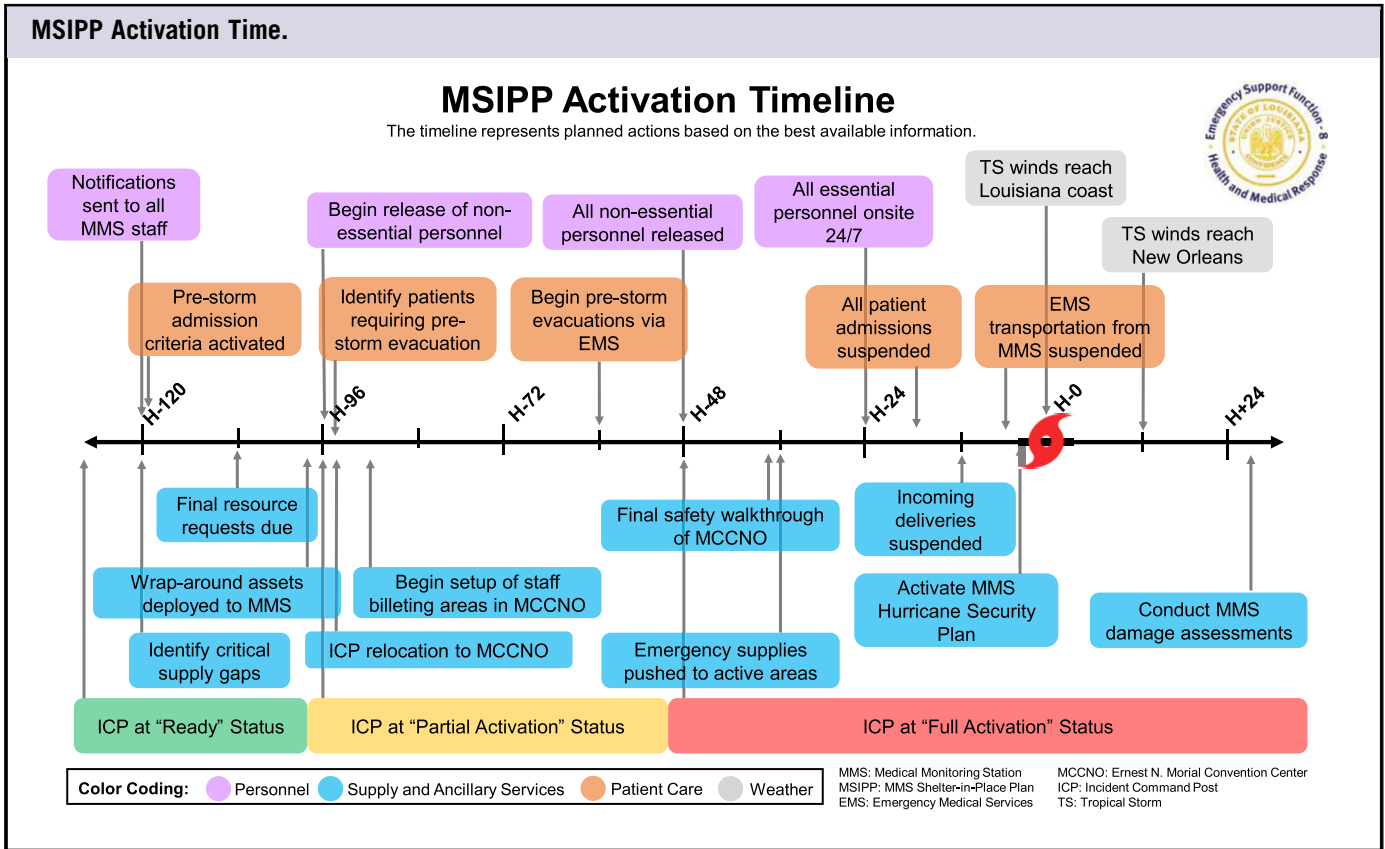 MSIPP Activation Time.
MSIPP Activation Timeline
The timeline represents planned actions based on the best available information.
Emergency Support Function - 8
Health and Medical Response
STATE OF LOUISIANA
UNION JUSTICE
CONFIDENCE
Notifications
sent to all
MMS staff
Begin release of non-
essential personnel
All non-essential
personnel released
All essential
personnel onsite
24/7
TS winds reach
Louisiana coast
TS winds reach
New Orleans
Pre-storm
admission
criteria activated
Identify patients
requiring pre-
storm evacuation
Begin pre-storm
evacuations via
EMS
All patient
admissions
suspended
EMS
transportation from
MMS suspended
H-120
H-96
H-72
H-48
H-24
H-0
H+24
Final resource
requests due
Wrap-around assets
deployed to MMS
Identify critical
supply gaps
Begin setup of staff
billeting areas in MCCNO
ICP relocation to MCCNO
Final safety walkthrough
of MCCNO
Emergency supplies
pushed to active areas
Incoming
deliveries
suspended
Activate MMS
Hurricane Security
Plan
Conduct MMS
damage assessments
ICP at “Ready” Status
ICP at “Partial Activation” Status
ICP at “Full Activation” Status
Color Coding:
Personnel
Supply and Ancillary Services
Patient Care
Weather
MMS: Medical Monitoring Station
MSIPP: MMS Shelter-in-Place Plan
EMS: Emergency Medical Services
MCCNO: Ernest N. Morial Convention Center
ICP: Incident Command Post
TS: Tropical Storm